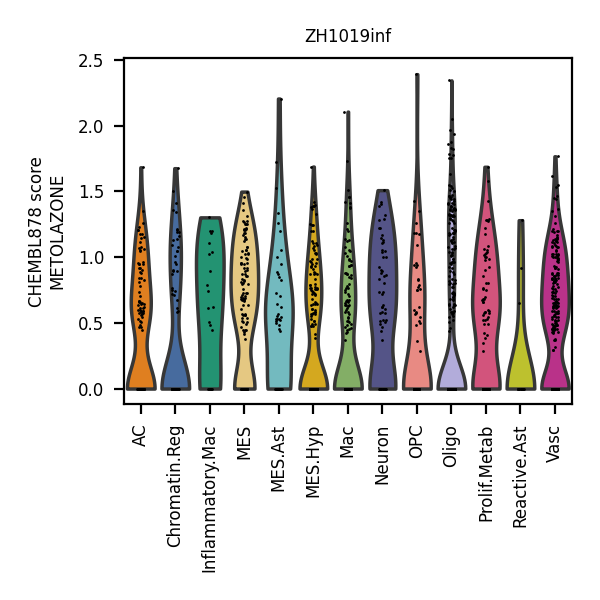 ZH1019inf
CHEMBL878 score
METOLAZONE
2.5
2.0
1.5
1.0
0.5
0.0
AC
Chromatin.Reg
Inflammatory.Mac
MES
MES.Ast
MES.Hyp
Mac
Neuron
OPC
Oligo
Prolif.Metab
Reactive.Ast
Vasc